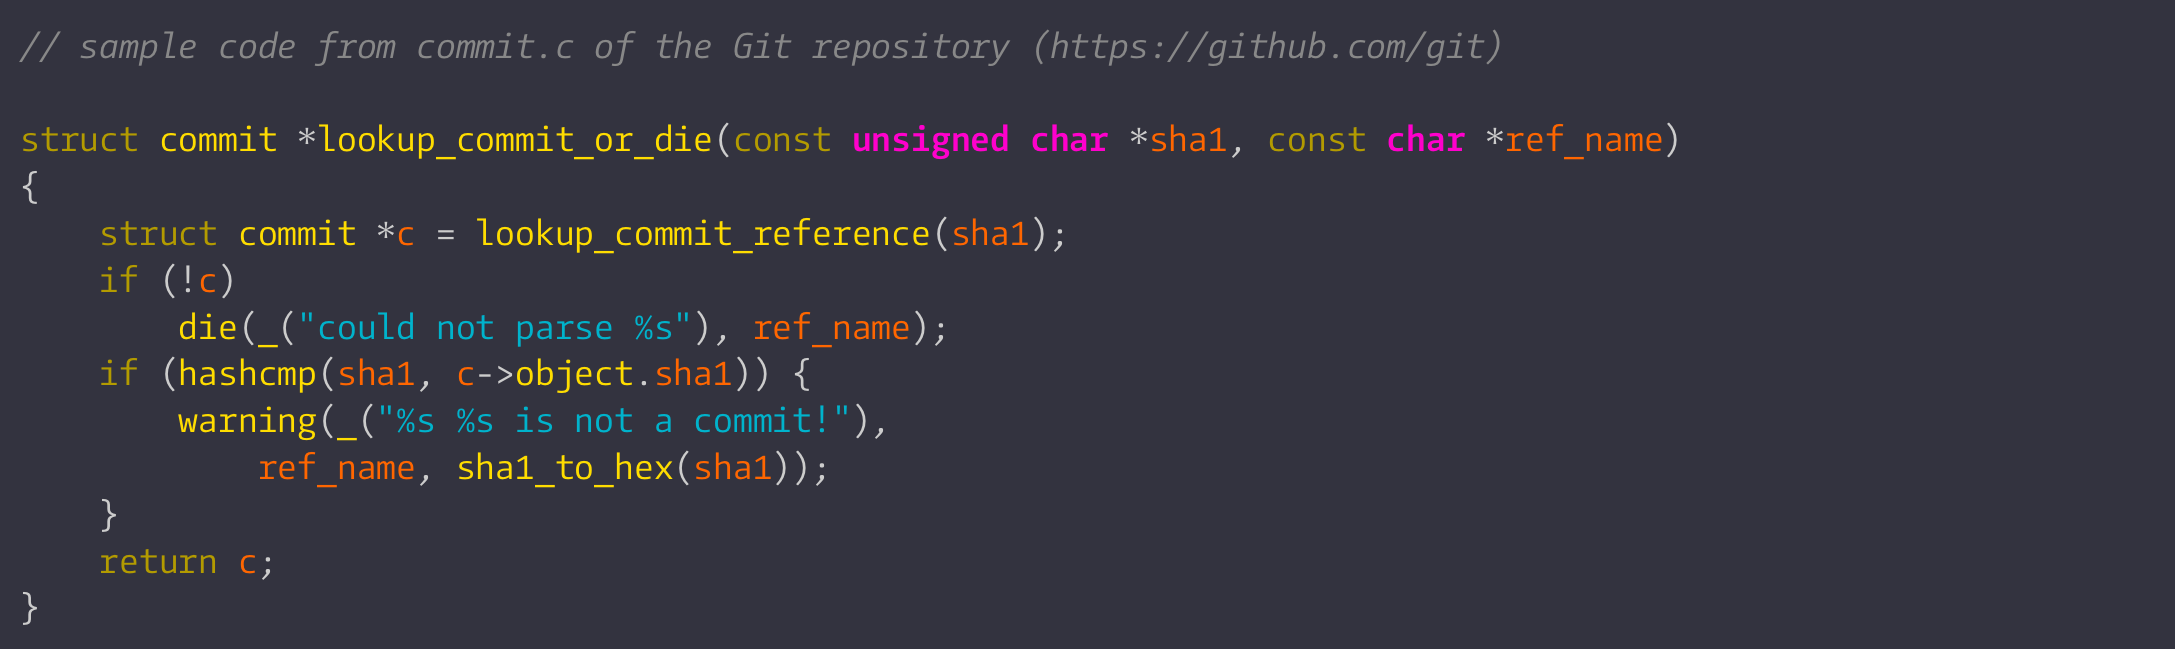 // sample code from commit.c of the Git repository (https://github.com/git)
struct commit *lookup_commit_or_die(const unsigned char *sha1, const char *ref_name)
{
    struct commit *c = lookup_commit_reference(sha1);
    if (!c)
        die(_("could not parse %s"), ref_name);
    if (hashcmp(sha1, c->object.sha1)) {
        warning(_("%s %s is not a commit!"),
            ref_name, sha1_to_hex(sha1));
    }
    return c;
}